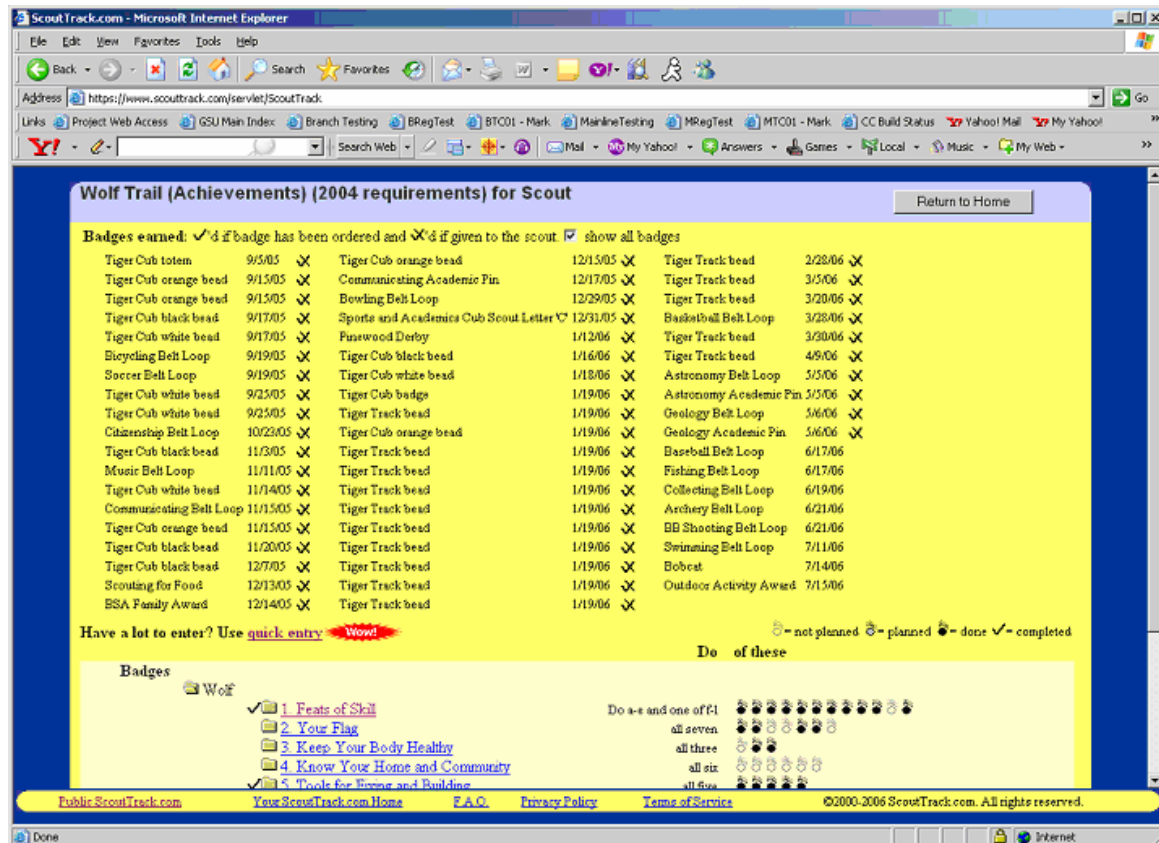 ScoutTrack.com - Microsoft Internet Explorer
File Edit View Favorites Tools Help
Back Search Favorites
Address https://www.scouttrack.com/servlet/ScoutTrack Go
Links Project Web Access GSU Main Index Branch Testing BRegTest BTC01 - Mark MainlineTesting MRegTest MTC01 - Mark CC Build Status Yahoo! Mail My Yahoo! »
Y! Search Web Mail My Yahoo! Answers Games Local Music My Web »
Wolf Trail (Achievements) (2004 requirements) for Scout
Return to Home
Badges earned: ✓'d if badge has been ordered and X'd if given to the scout. show all badges
Tiger Cub totem 9/5/05 X Tiger Cub orange bead 12/15/05 X Tiger Track bead 2/28/06 X
Tiger Cub orange bead 9/15/05 X Communicating Academic Pin 12/17/05 X Tiger Track bead 3/5/06 X
Tiger Cub orange bead 9/15/05 X Bowling Belt Loop 12/29/05 X Tiger Track bead 3/20/06 X
Tiger Cub black bead 9/17/05 X Sports and Academics Cub Scout Letter 'C' 12/31/05 X Basketball Belt Loop 3/28/06 X
Tiger Cub white bead 9/17/05 X Pinewood Derby 1/12/06 X Tiger Track bead 3/30/06 X
Bicycling Belt Loop 9/19/05 X Tiger Cub black bead 1/16/06 X Tiger Track bead 4/9/06 X
Soccer Belt Loop 9/19/05 X Tiger Cub white bead 1/18/06 X Astronomy Belt Loop 5/5/06 X
Tiger Cub white bead 9/25/05 X Tiger Cub badge 1/19/06 X Astronomy Academic Pin 5/5/06 X
Tiger Cub white bead 9/25/05 X Tiger Track bead 1/19/06 X Geology Belt Loop 5/6/06 X
Citizenship Belt Loop 10/23/05 X Tiger Cub orange bead 1/19/06 X Geology Academic Pin 5/6/06 X
Tiger Cub black bead 11/3/05 X Tiger Track bead 1/19/06 X Baseball Belt Loop 6/17/06
Music Belt Loop 11/11/05 X Tiger Track bead 1/19/06 X Fishing Belt Loop 6/17/06
Tiger Cub white bead 11/14/05 X Tiger Track bead 1/19/06 X Collecting Belt Loop 6/19/06
Communicating Belt Loop 11/15/05 X Tiger Track bead 1/19/06 X Archery Belt Loop 6/21/06
Tiger Cub orange bead 11/15/05 X Tiger Track bead 1/19/06 X BB Shooting Belt Loop 6/21/06
Tiger Cub black bead 11/20/05 X Tiger Track bead 1/19/06 X Swimming Belt Loop 7/11/06
Tiger Cub black bead 12/7/05 X Tiger Track bead 1/19/06 X Bobcat 7/14/06
Scouting for Food 12/13/05 X Tiger Track bead 1/19/06 X Outdoor Activity Award 7/15/06
BSA Family Award 12/14/05 X Tiger Track bead 1/19/06 X
Have a lot to enter? Use quick entry Wow! = not planned = planned = done ✓= completed
Do of these
Badges
Wolf
✓ 1. Feats of Skill Do a-e and one of f-l
2. Your Flag all seven
3. Keep Your Body Healthy all three
4. Know Your Home and Community all six
✓ 5. Tools for Fixing and Building all five
Public ScoutTrack.com Your ScoutTrack.com Home F.A.Q. Privacy Policy Terms of Service ©2000-2006 ScoutTrack.com. All rights reserved.
Done Internet